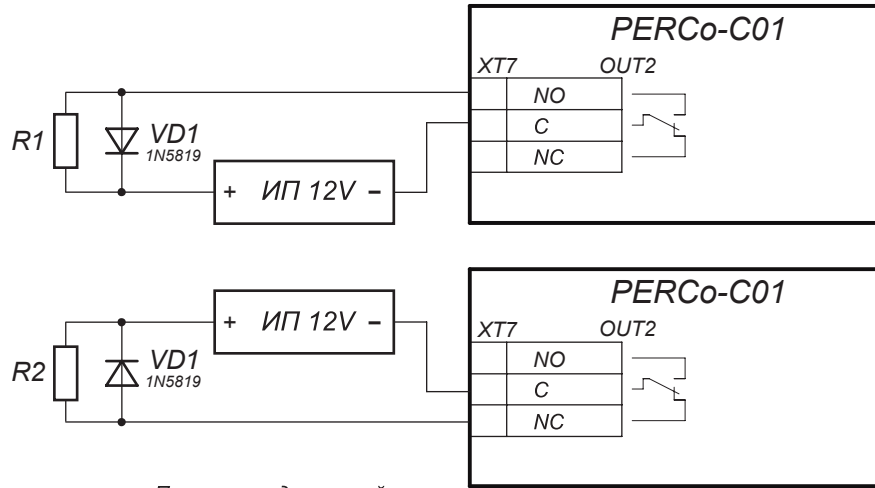 PERCo-C01
XT7 OUT2
NO
R1 VD1 C
1N5819
NC
+ ИП 12V −
PERCo-C01
+ ИП 12V −
XT7 OUT2
NO
R2 VD1
1N5819
C
NC